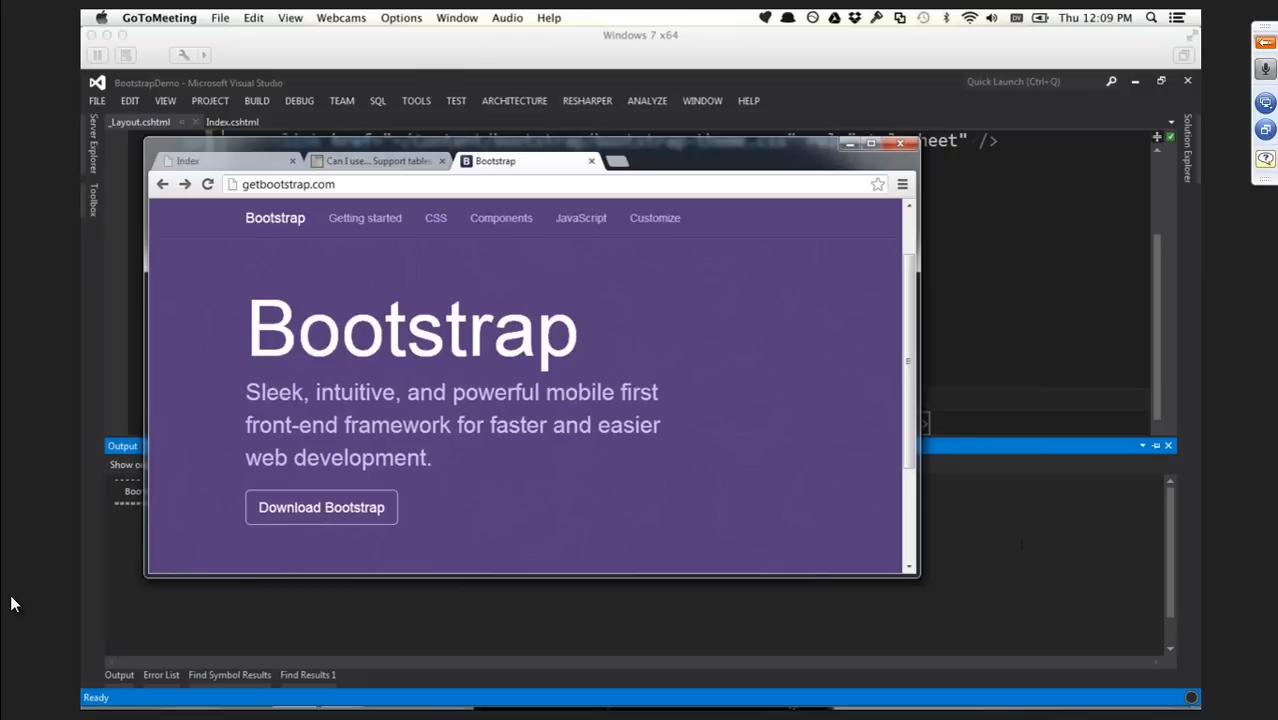 GoToMeeting File Edit View Webcams Options Window Audio Help Thu 12:09 PM
Windows 7 x64
BootstrapDemo - Microsoft Visual Studio Quick Launch (Ctrl+Q)
FILE EDIT VIEW PROJECT BUILD DEBUG TEAM SQL TOOLS TEST ARCHITECTURE RESHARPER ANALYZE WINDOW HELP
_Layout.cshtml Index.cshtml
Server Explorer
Toolbox
Solution Explorer
Index Can I use... Support tables Bootstrap
getbootstrap.com
Bootstrap Getting started CSS Components JavaScript Customize
Bootstrap
Sleek, intuitive, and powerful mobile first
front-end framework for faster and easier
web development.
Download Bootstrap
Output
Show
Output Error List Find Symbol Results Find Results 1
Ready